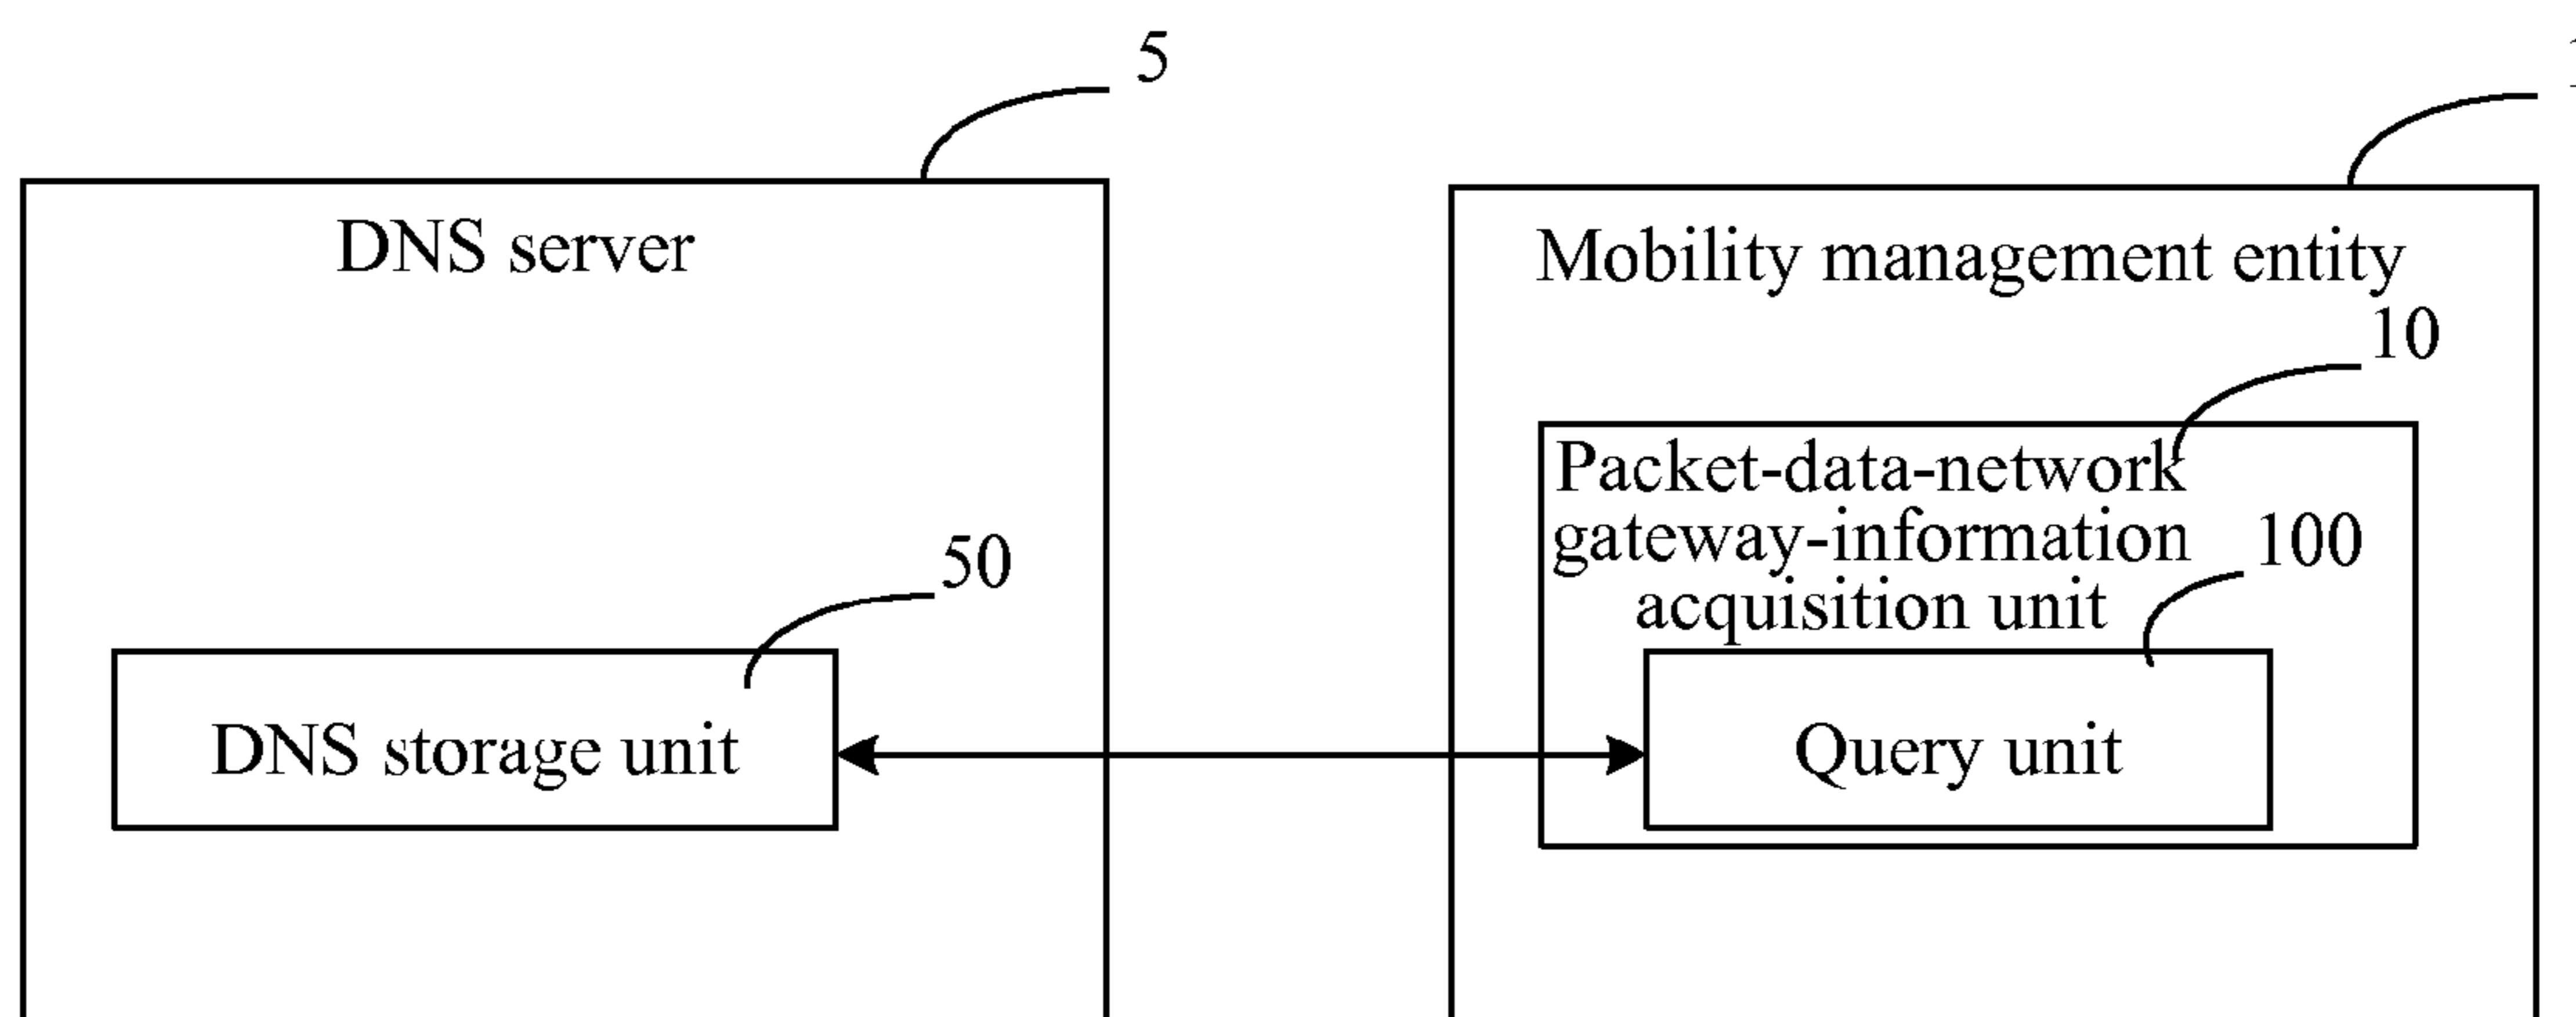 5
DNS server
Mobility management entity
10
Packet-data-network
gateway-information
acquisition unit
100
50
DNS storage unit
Query unit